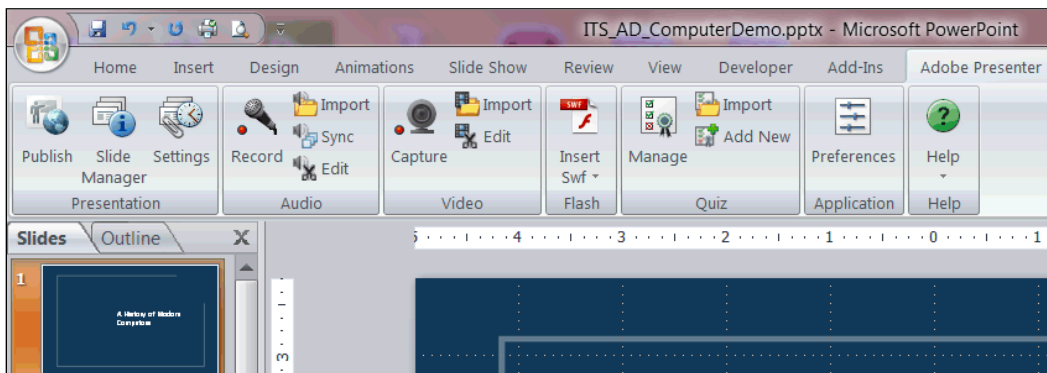 ITS_AD_ComputerDemo.pptx - Microsoft PowerPoint
Home Insert Design Animations Slide Show Review View Developer Add-Ins Adobe Presenter
Publish
Slide
Manager
Settings
Presentation
Record
Import
Sync
Edit
Audio
Capture
Import
Edit
Video
SWF
Insert
Swf
Flash
Manage
Import
Add New
Quiz
Preferences
Application
Help
Help
Slides Outline X
5 4 3 2 1 0 1
1
A History of Modern
Computers
3